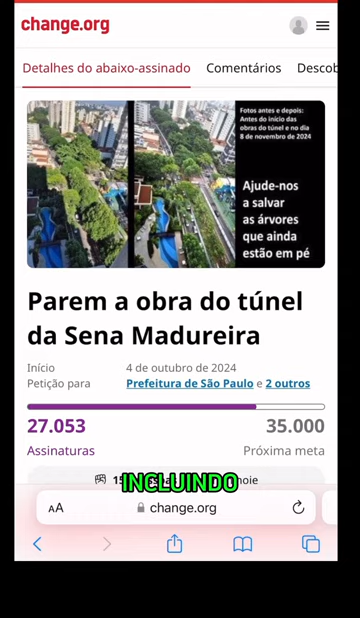 change.org
Detalhes do abaixo-assinado Comentários Descob
Fotos antes e depois:
Antes do início das
obras do túnel e no dia
8 de novembro de 2024
Ajude-nos
a salvar
as árvores
que ainda
estão em pé
Parem a obra do túnel
da Sena Madureira
Início 4 de outubro de 2024
Petição para Prefeitura de São Paulo e 2 outros
27.053 35.000
Assinaturas Próxima meta
INCLUINDO
AA change.org